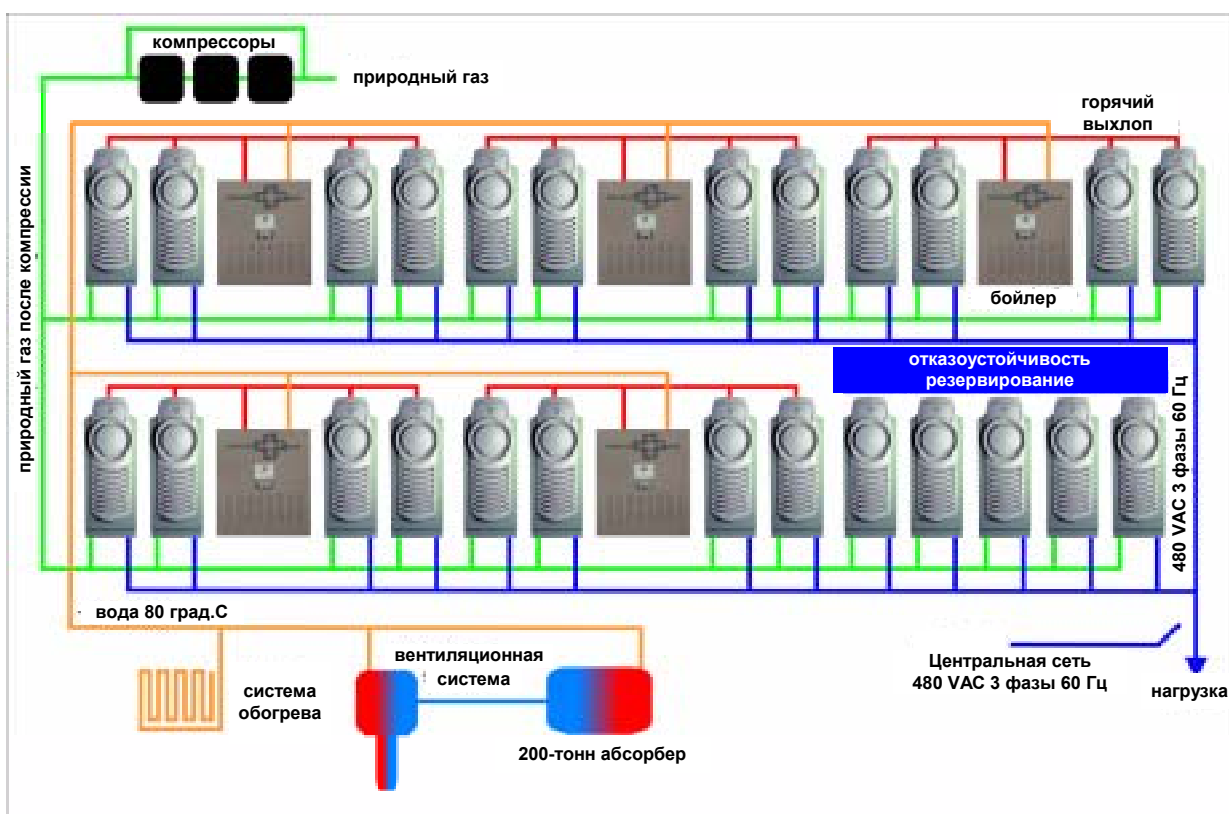 компрессоры
природный газ
горячий
выхлоп
природный газ после компрессии
бойлер
отказоустойчивость
резервирование
480 VAC 3 фазы 60 Гц
вода 80 град.С
вентиляционная
система
система
обогрева
200-тонн абсорбер
Центральная сеть
480 VAC 3 фазы 60 Гц
нагрузка